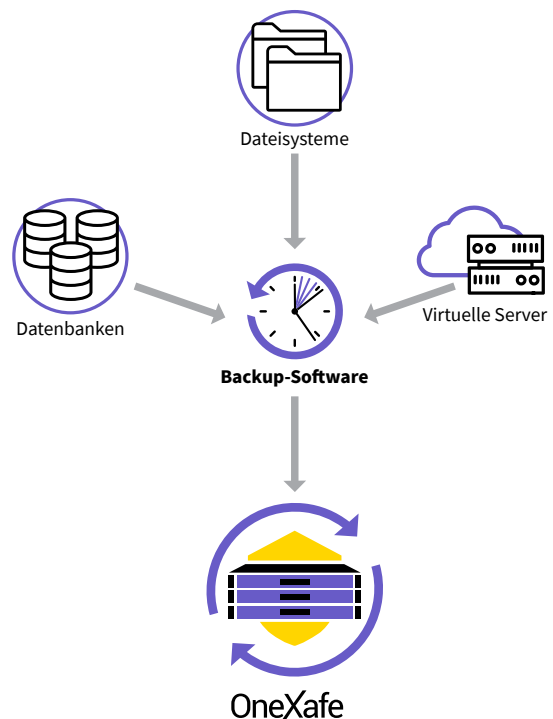 Dateisysteme
Datenbanken
Virtuelle Server
Backup-Software
OneXafe